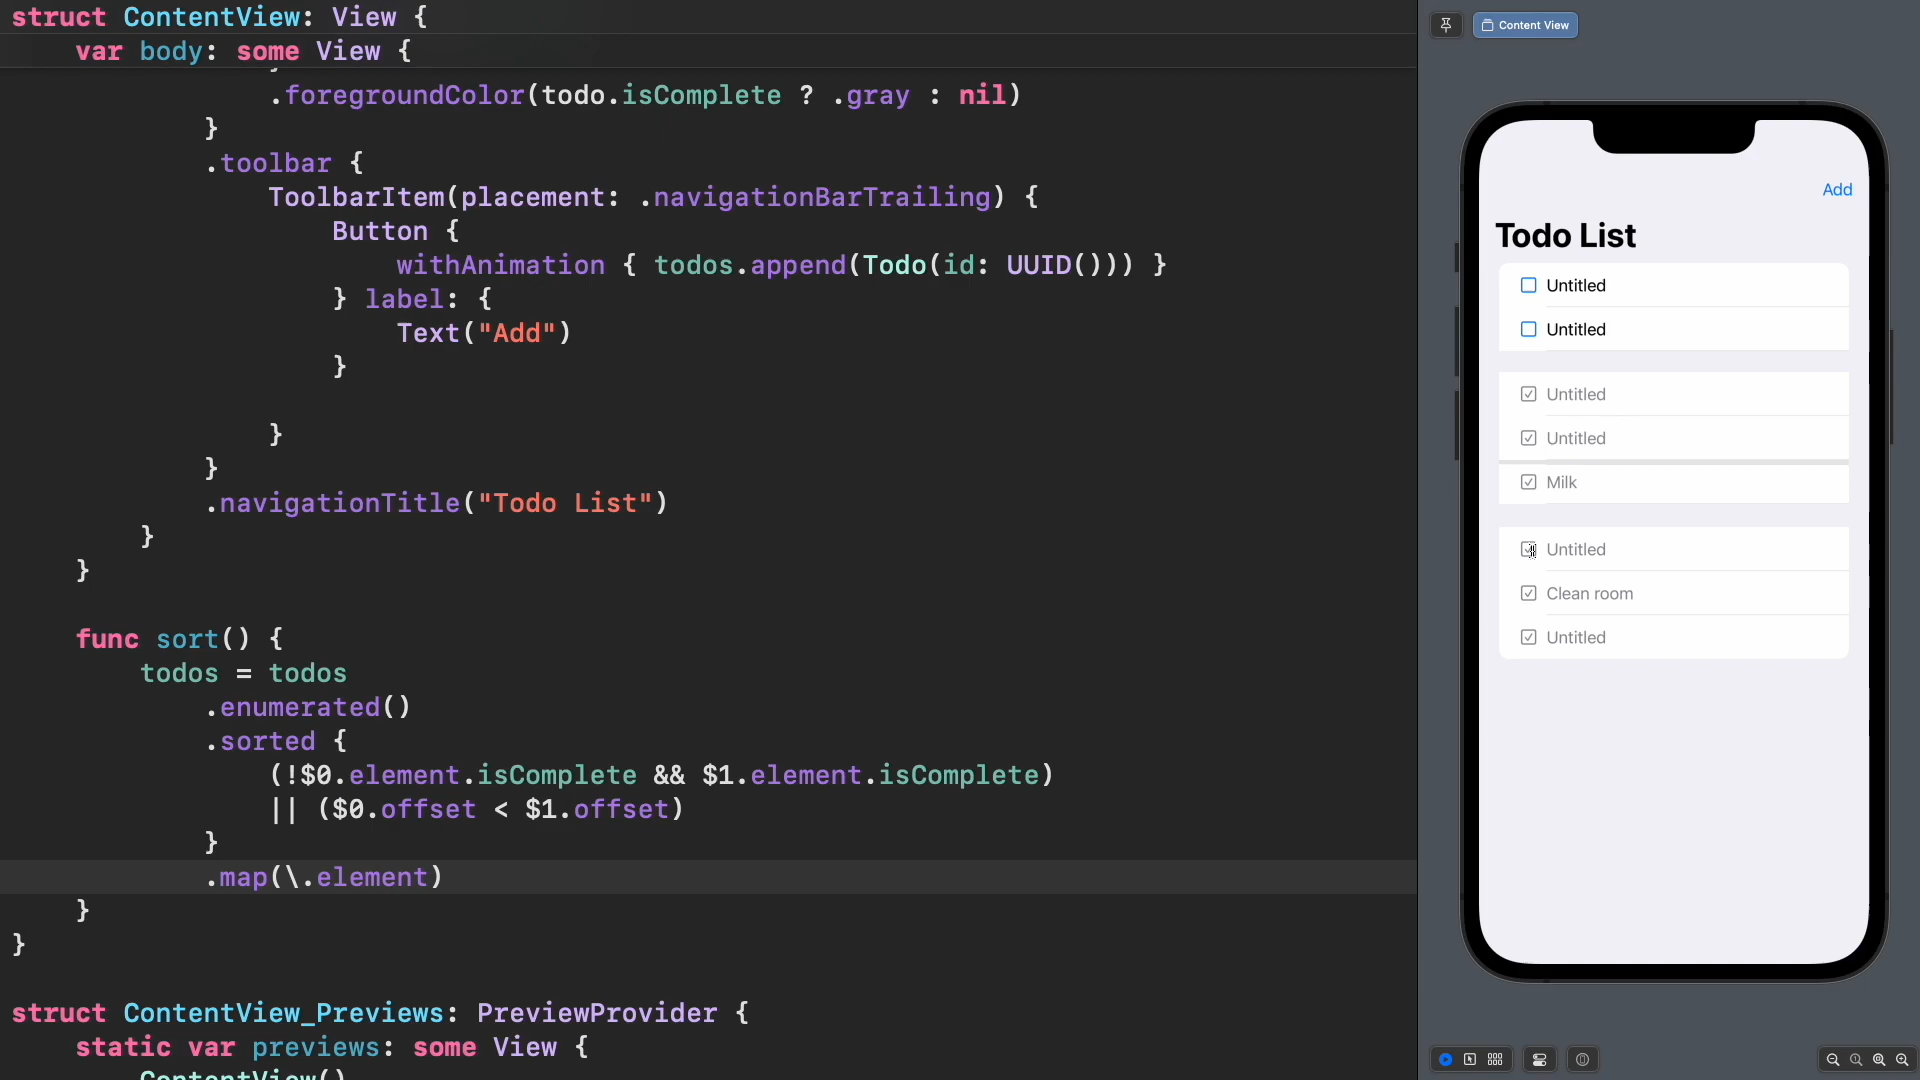 struct ContentView: View {
var body: some View {
.foregroundColor(todo.isComplete ? .gray : nil)
}
.toolbar {
ToolbarItem(placement: .navigationBarTrailing) {
Button {
withAnimation { todos.append(Todo(id: UUID())) }
} label: {
Text("Add")
}
}
}
.navigationTitle("Todo List")
}
}
func sort() {
todos = todos
.enumerated()
.sorted {
(!$0.element.isComplete && $1.element.isComplete)
|| ($0.offset < $1.offset)
}
.map(\.element)
}
}
struct ContentView_Previews: PreviewProvider {
static var previews: some View {
ContentView()
Content View
Add
Todo List
Untitled
Untitled
Untitled
Untitled
Milk
Untitled
Clean room
Untitled